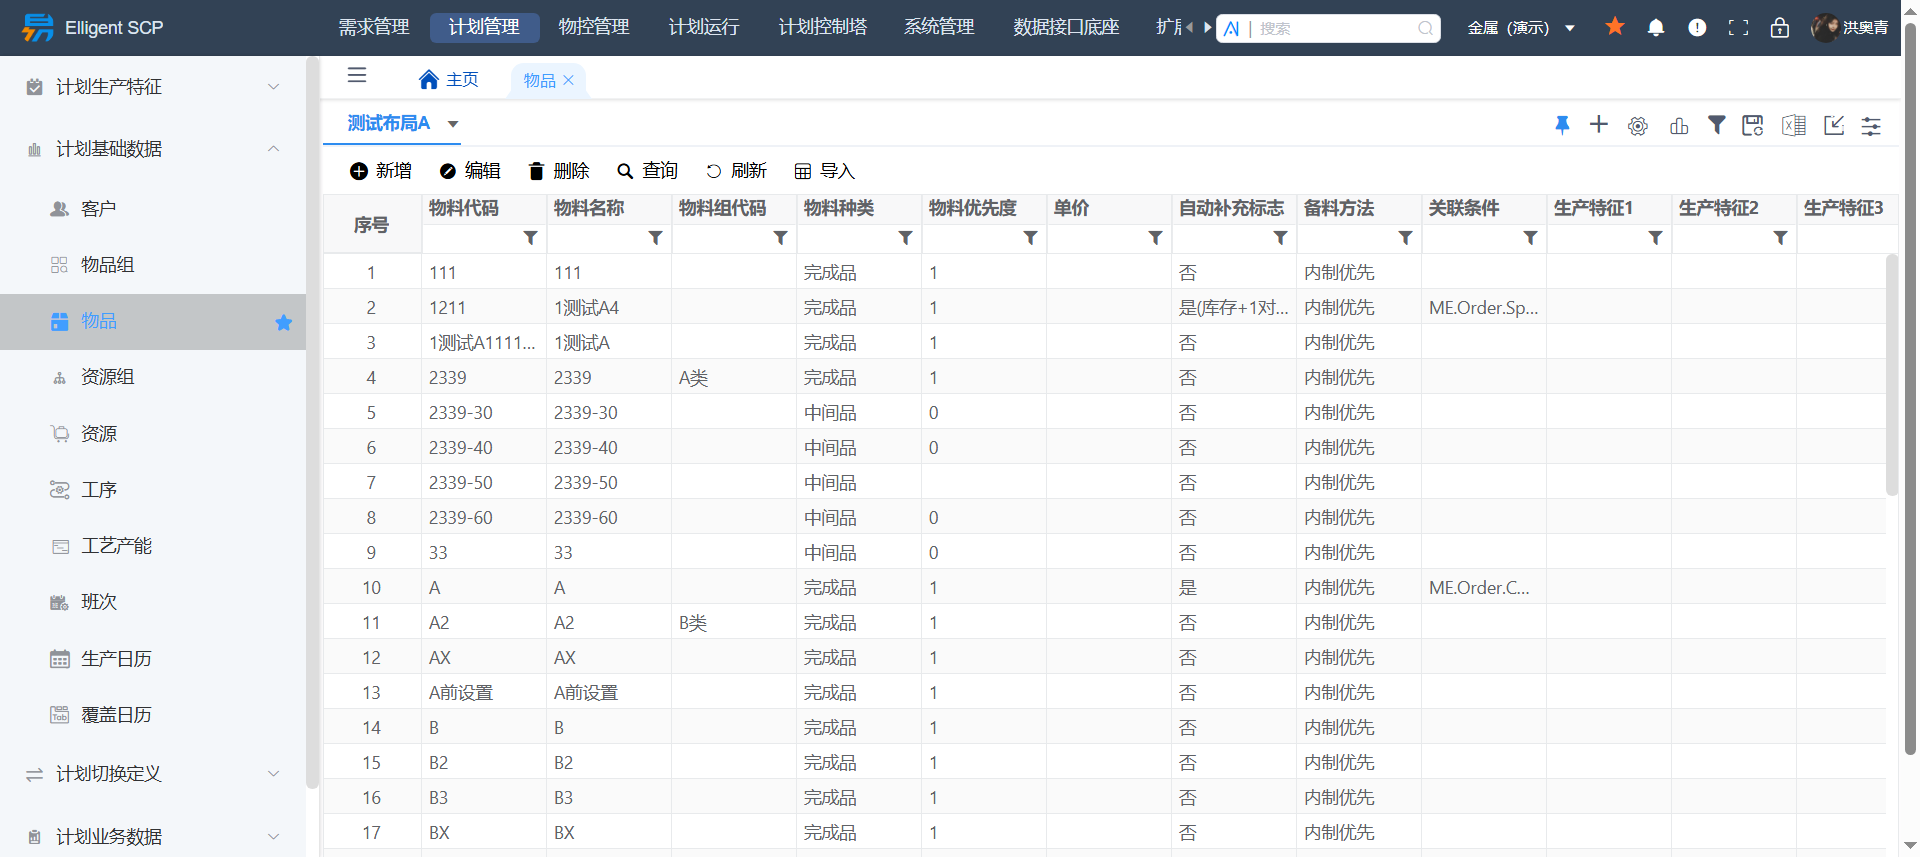 Elligent SCP 需求管理 计划管理 物控管理 计划运行 计划控制塔 系统管理 数据接口底座 搜索 金属 (演示) 洪奥青
计划生产特征
计划基础数据
客户
物品组
物品
资源组
资源
工序
工艺产能
班次
生产日历
覆盖日历
计划切换定义
计划业务数据
主页 物品
测试布局A
新增 编辑 删除 查询 刷新 导入
序号 物料代码 物料名称 物料组代码 物料种类 物料优先度 单价 自动补充标志 备料方法 关联条件 生产特征1 生产特征2 生产特征3
1 111 111 完成品 1 否 内制优先
2 1211 1测试A4 完成品 1 是(库存+1对... 内制优先 ME.Order.Sp...
3 1测试A1111... 1测试A 完成品 1 否 内制优先
4 2339 2339 A类 完成品 1 否 内制优先
5 2339-30 2339-30 中间品 0 否 内制优先
6 2339-40 2339-40 中间品 0 否 内制优先
7 2339-50 2339-50 中间品 否 内制优先
8 2339-60 2339-60 中间品 0 否 内制优先
9 33 33 中间品 0 否 内制优先
10 A A 完成品 1 是 内制优先 ME.Order.C...
11 A2 A2 B类 完成品 1 否 内制优先
12 AX AX 完成品 1 否 内制优先
13 A前设置 A前设置 完成品 1 否 内制优先
14 B B 完成品 1 否 内制优先
15 B2 B2 完成品 1 否 内制优先
16 B3 B3 完成品 1 否 内制优先
17 BX BX 完成品 1 否 内制优先